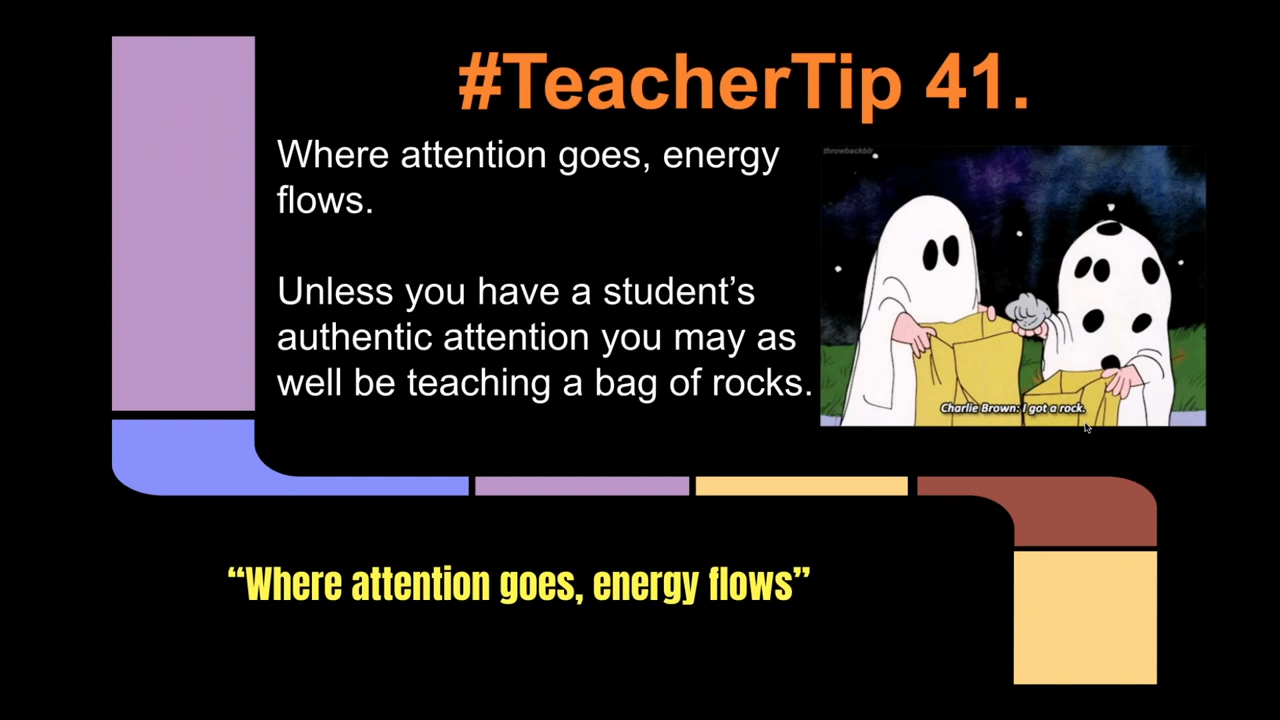 #TeacherTip 41.
Where attention goes, energy
flows.
Unless you have a student’s
authentic attention you may as
well be teaching a bag of rocks.
throwbackblr
Charlie Brown: I got a rock.
“Where attention goes, energy flows”